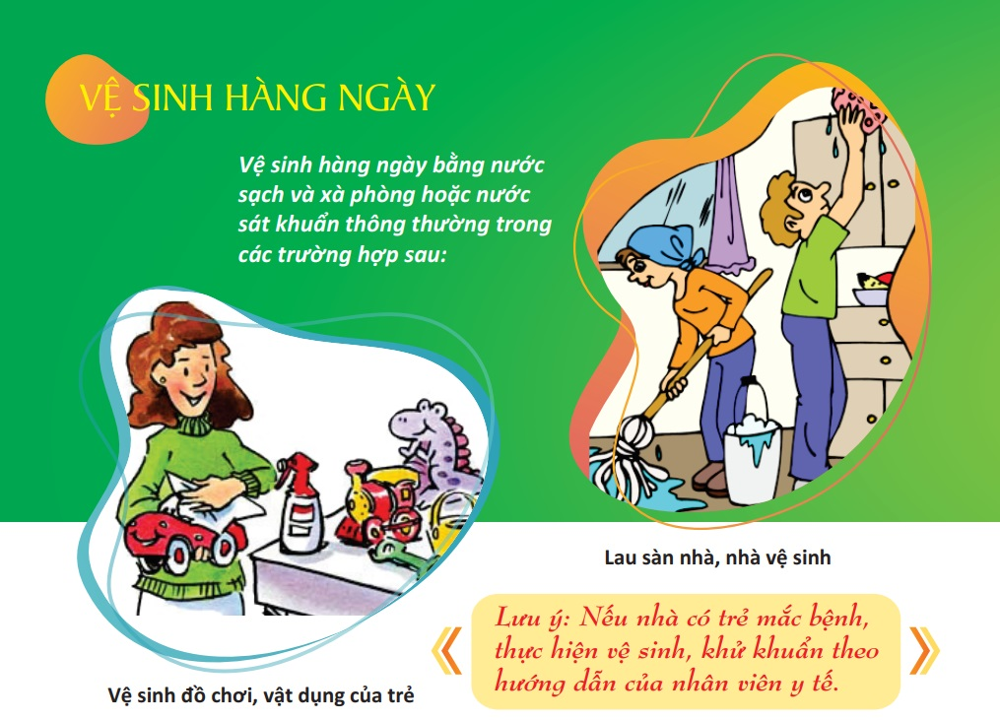 VỆ SINH HÀNG NGÀY
Vệ sinh hàng ngày bằng nước
sạch và xà phòng hoặc nước
sát khuẩn thông thường trong
các trường hợp sau:
Lau sàn nhà, nhà vệ sinh
Lưu ý: Nếu nhà có trẻ mắc bệnh,
thực hiện vệ sinh, khử khuẩn theo
hướng dẫn của nhân viên y tế.
Vệ sinh đồ chơi, vật dụng của trẻ